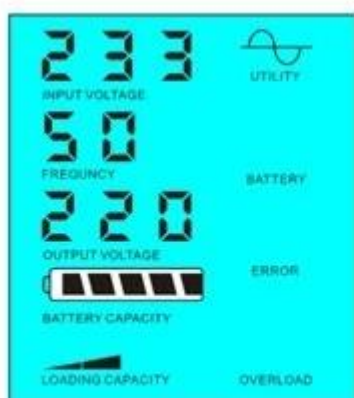 233
INPUT VOLTAGE
UTILITY
50
FREQUNCY
BATTERY
220
OUTPUT VOLTAGE
ERROR
BATTERY CAPACITY
LOADING CAPACITY
OVERLOAD